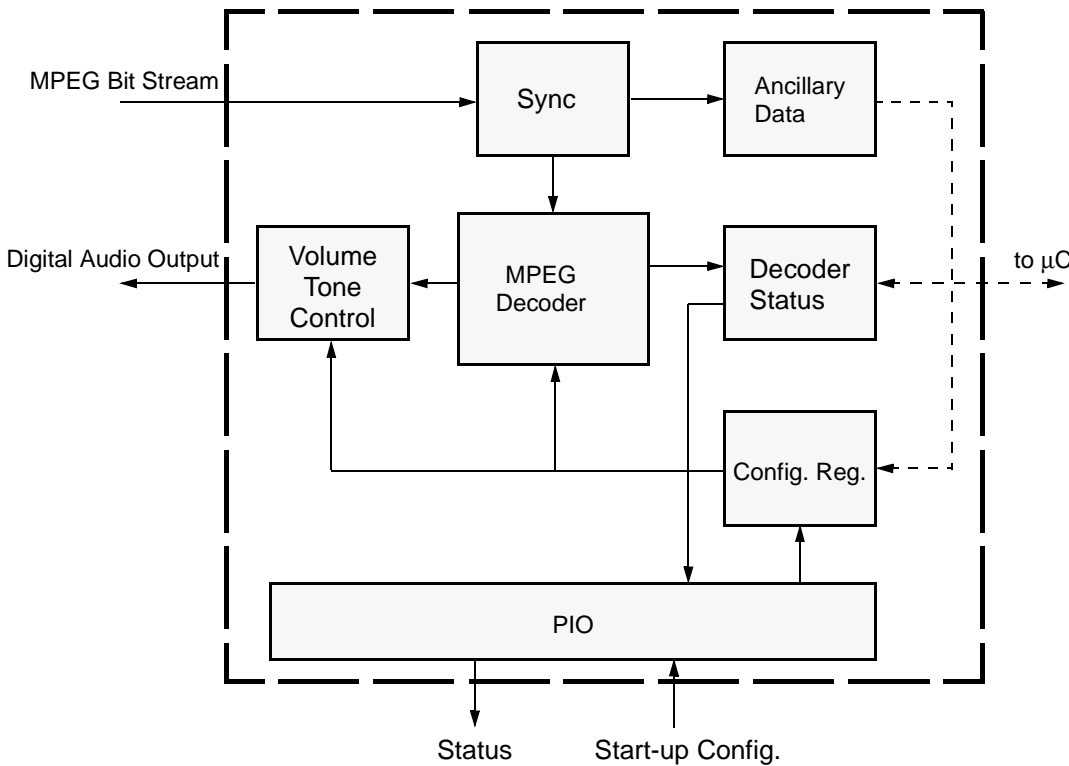 MPEG Bit Stream
Sync
Ancillary
Data
Digital Audio Output
Volume
Tone
Control
MPEG
Decoder
Decoder
Status
to μC
Config. Reg.
PIO
Status
Start-up Config.